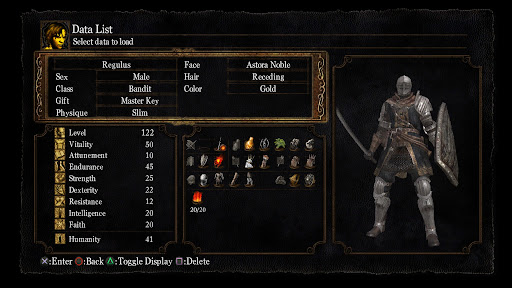 Data List
Select data to load
Regulus Face Astora Noble
Sex Male Hair Receding
Class Bandit Color Gold
Gift Master Key
Physique Slim
Level 122
Vitality 50
Attunement 10
Endurance 45
Strength 25
Dexterity 22
Resistance 12
Intelligence 20
Faith 20
Humanity 41
20/20
:Enter :Back :Toggle Display :Delete